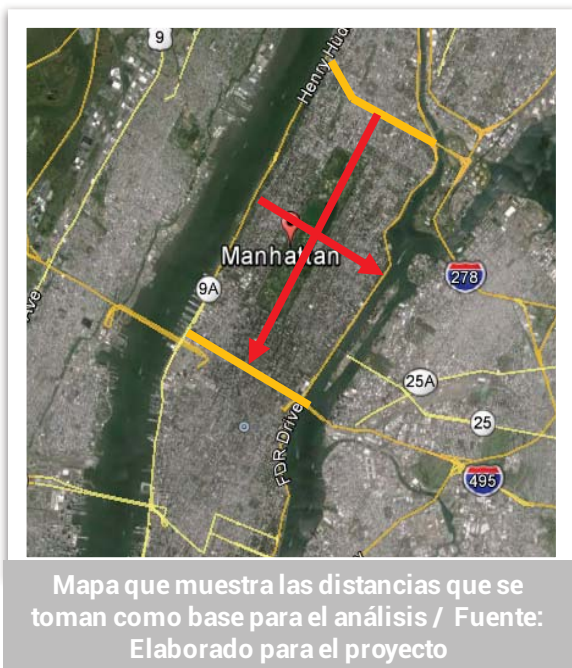 9
Henry Hud
Manhattan
9A
Ave
278
25A
25
FDR Drive
495
Mapa que muestra las distancias que se
toman como base para el análisis / Fuente:
Elaborado para el proyecto